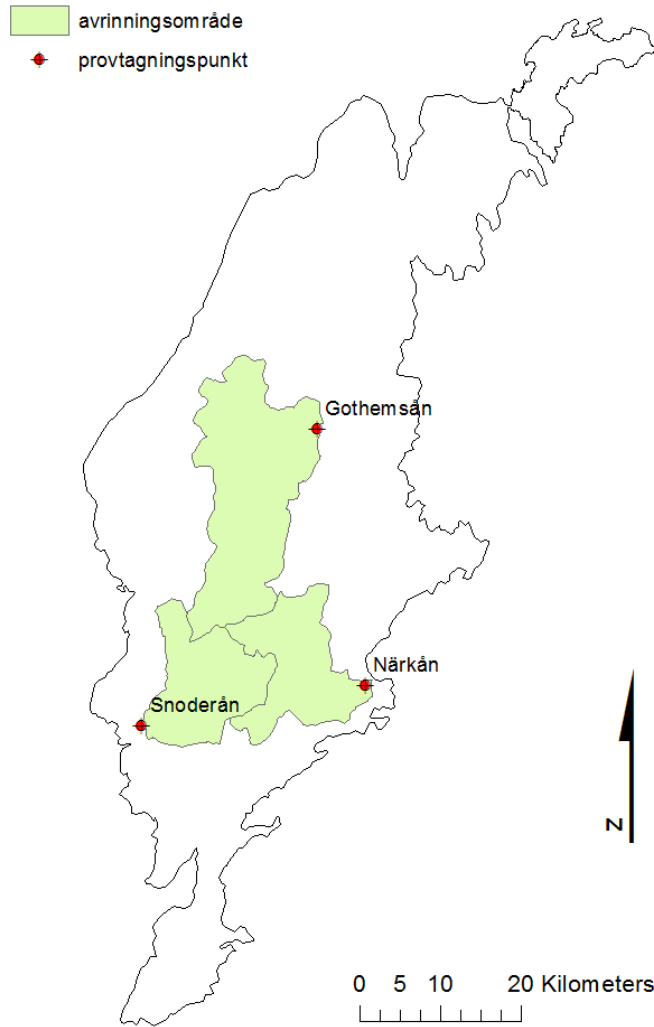 avrinningsområde
provtagningspunkt
Gothemsån
Närkån
Snoderån
N
0 5 10 20 Kilometers